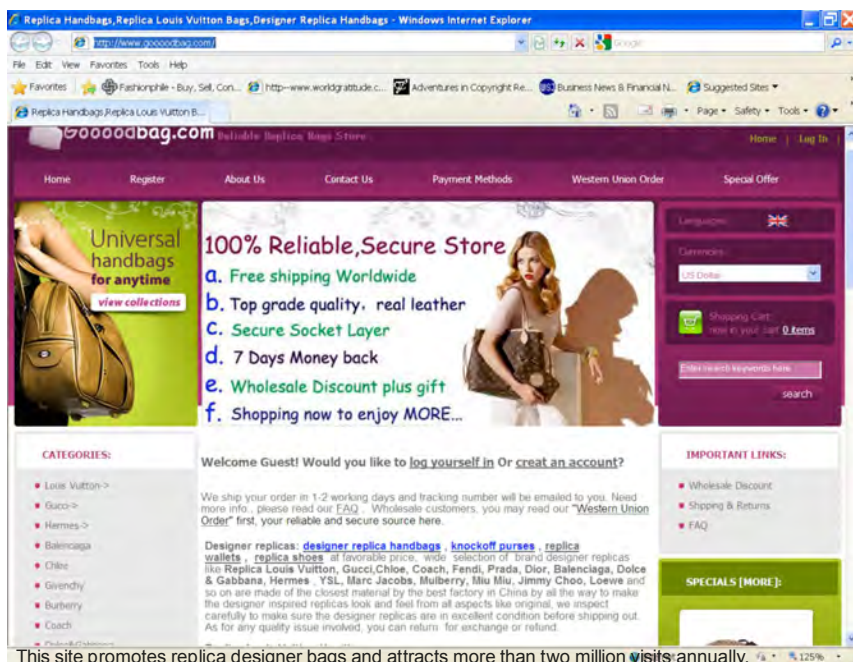 Replica Handbags,Replica Louis Vuitton Bags,Designer Replica Handbags - Windows Internet Explorer
http://www.goooodbag.com/
Google
File Edit View Favorites Tools Help
Favorites Fashionphile - Buy, Sell, Con... http--www.worldgratitude.c... Adventures in Copyright Re... Business News & Financial N... Suggested Sites
Replica Handbags,Replica Louis Vuitton B...
Page Safety Tools
Goooodbag.com Reliable Replica Bags Store
Home | Log In |
Home Register About Us Contact Us Payment Methods Western Union Order Special Offer
Universal
handbags
for anytime
view collections
100% Reliable,Secure Store
a. Free shipping Worldwide
b. Top grade quality, real leather
c. Secure Socket Layer
d. 7 Days Money back
e. Wholesale Discount plus gift
f. Shopping now to enjoy MORE...
Languages:
Currencies:
US Dollar
Shopping Cart:
now in your cart 0 items
Enter search keywords here
search
CATEGORIES:
Louis Vuitton->
Gucci->
Hermes->
Balenciaga
Chloe
Givenchy
Burberry
Coach
Dolce&Gabbana
Welcome Guest! Would you like to log yourself in Or creat an account?
We ship your order in 1-2 working days and tracking number will be emailed to you. Need
more info., please read our FAQ . Wholesale customers, you may read our "Western Union
Order" first, your reliable and secure source here.
Designer replicas: designer replica handbags , knockoff purses , replica
wallets , replica shoes at favorable price, wide selection of brand designer replicas
like Replica Louis Vuitton, Gucci,Chloe, Coach, Fendi, Prada, Dior, Balenciaga, Dolce
& Gabbana, Hermes , YSL, Marc Jacobs, Mulberry, Miu Miu, Jimmy Choo, Loewe and
so on are made of the closest material by the best factory in China by all the way to make
the designer inspired replicas look and feel from all aspects like original, we inspect
carefully to make sure the designer replicas are in excellent condition before shipping out.
As for any quality issue involved, you can return for exchange or refund.
IMPORTANT LINKS:
Wholesale Discount
Shipping & Returns
FAQ
SPECIALS [MORE]:
This site promotes replica designer bags and attracts more than two million visits annually.
125%